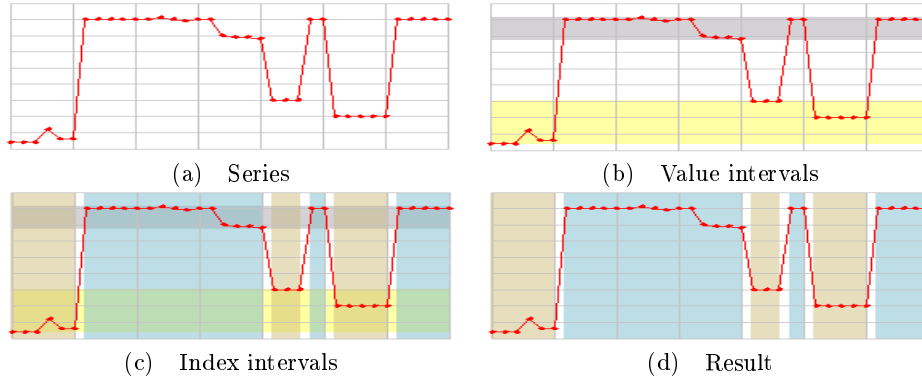 (a) Series
(b) Value intervals
(c) Index intervals
(d) Result